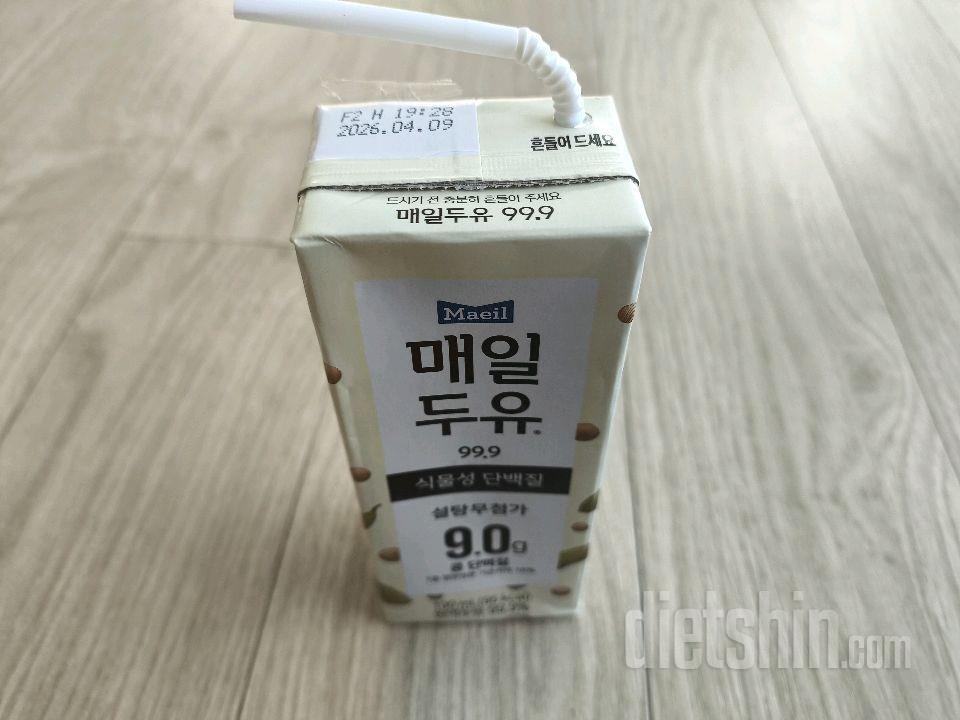 F2 H 19:28
2026.04.09
흔들어 드세요
드시기 전 충분히 흔들어 주세요
매일두유 99.9
Maeil
매일
두유
99.9
식물성 단백질
설탕무첨가
9.0g
콩 단백질
dietshin.com